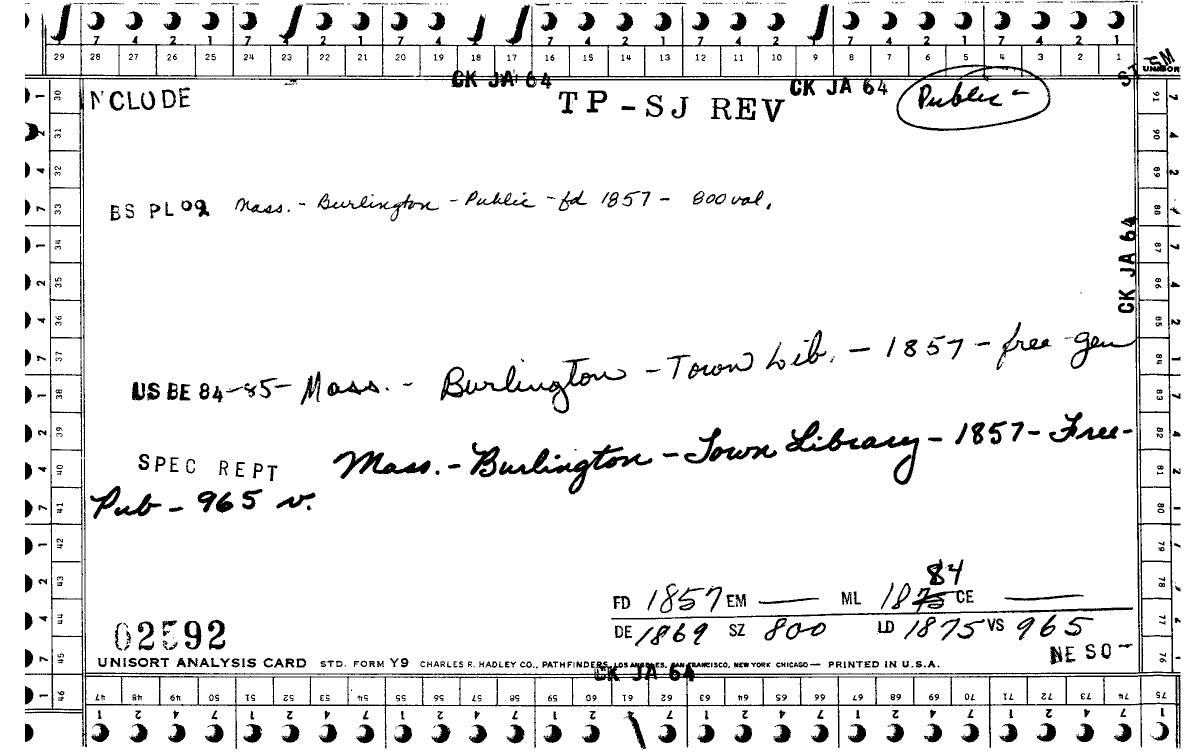 7 4 2 1 7 4 2 1 7 4 2 1 7 4 2 1 7 4 2 1 7 4 2 1 7 4 2 1
29 28 27 26 25 24 23 22 21 20 19 18 17 16 15 14 13 12 11 10 9 8 7 6 5 4 3 2 1
UNISORT
CK JA 64 CK JA 64
NCLUDE TP-SJ REV Public -
BS PL 09 Mass. - Burlington - Public - fd 1857 - 800 vol.
CK JA 64
US BE 84-85- Mass. - Burlington - Town Lib. - 1857 - free gen
SPEC REPT Mass. - Burlington - Town Library - 1857 - Free-
Pub - 965 v.
84
FD 1857 EM — ML 1875 CE —
DE 1869 SZ 800 LD 1875 VS 965
02592 NE SO -
UNISORT ANALYSIS CARD STD. FORM Y9 CHARLES R. HADLEY CO., PATHFINDERS, LOS ANGELES, SAN FRANCISCO, NEW YORK CHICAGO — PRINTED IN U.S.A.
CK JA 64
30 31 32 33 34 35 36 37 38 39 40 41 42 43 44 45 46
91 90 89 88 87 86 85 84 83 82 81 80 79 78 77 76 75
47 48 49 50 51 52 53 54 55 56 57 58 59 60 61 62 63 64 65 66 67 68 69 70 71 72 73 74
1 2 4 7 1 2 4 7 1 2 4 7 1 2 4 7 1 2 4 7 1 2 4 7 1 2 4 7 1